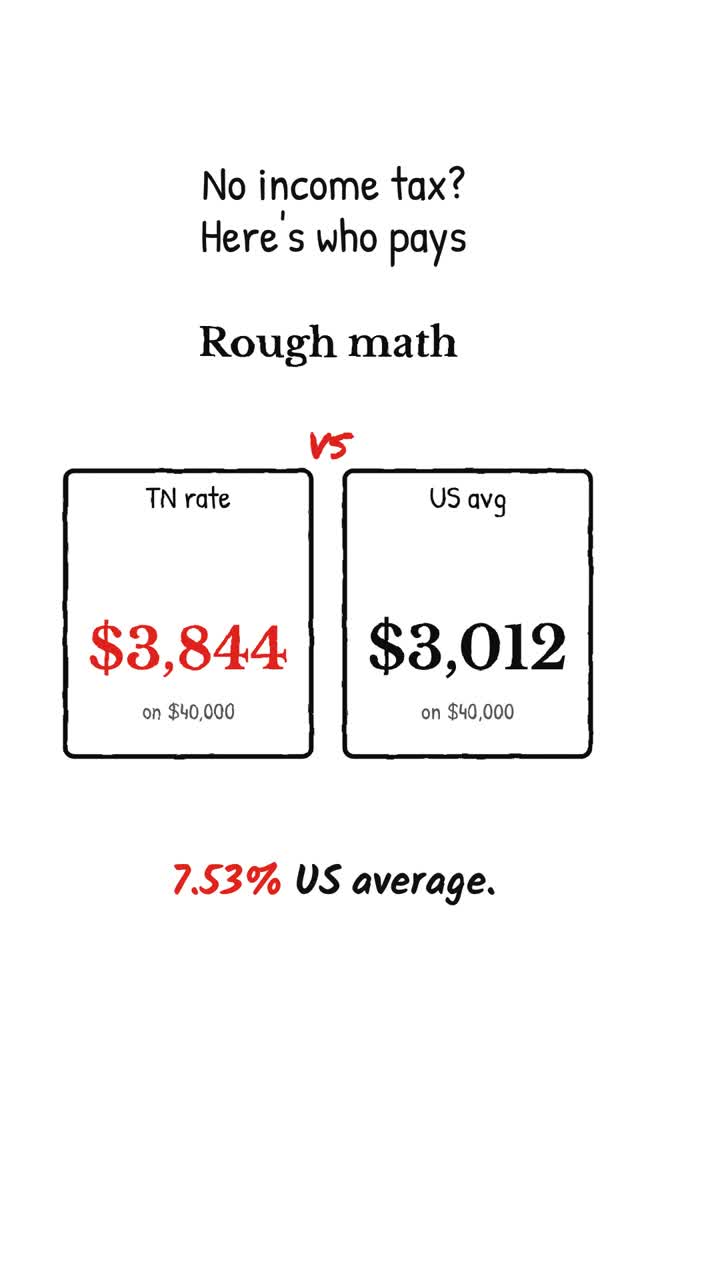 No income tax?
Here's who pays
Rough math
vs
TN rate
US avg
$3,844
$3,012
on $40,000
on $40,000
7.53% US average.